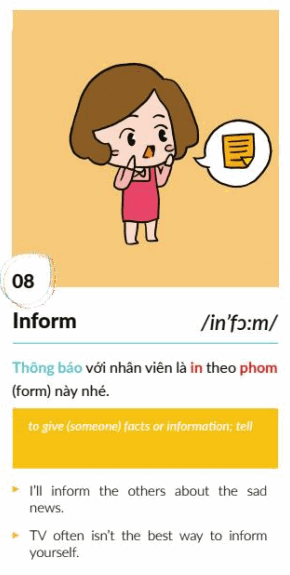 08
Inform /in'fɔ:m/
Thông báo với nhân viên là in theo phom
(form) này nhé.
to give (someone) facts or information; tell
I'll inform the others about the sad
news.
TV often isn't the best way to inform
yourself.